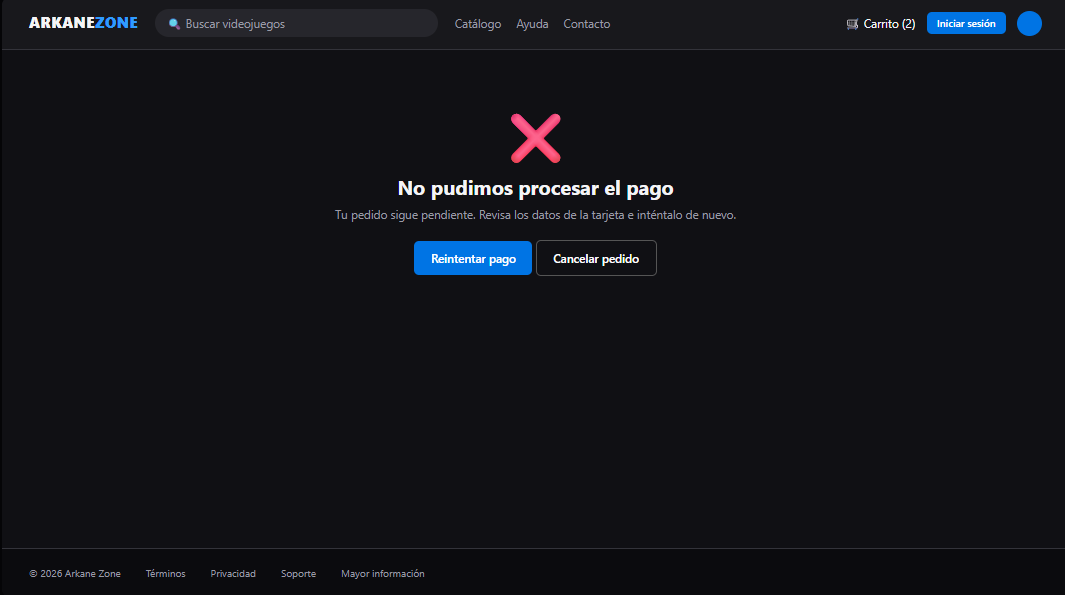 ARKANEZONE Buscar videojuegos Catálogo Ayuda Contacto Carrito (2) Iniciar sesión
No pudimos procesar el pago
Tu pedido sigue pendiente. Revisa los datos de la tarjeta e inténtalo de nuevo.
Reintentar pago Cancelar pedido
© 2026 Arkane Zone Términos Privacidad Soporte Mayor información